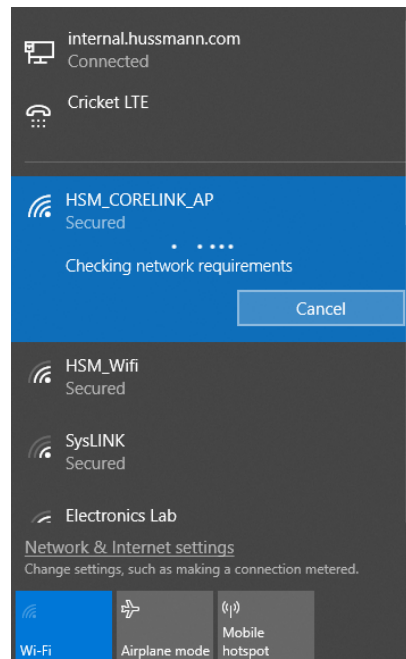 internal.hussmann.com
Connected
Cricket LTE
HSM_CORELINK_AP
Secured
Checking network requirements
Cancel
HSM_Wifi
Secured
SysLINK
Secured
Electronics Lab
Network & Internet settings
Change settings, such as making a connection metered.
Wi-Fi
Airplane mode
Mobile
hotspot